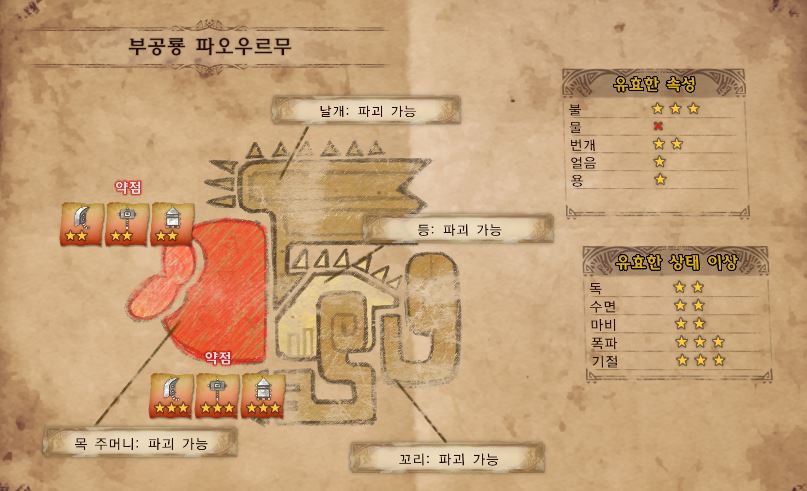 부공룡 파오우르무
날개: 파괴 가능
유효한 속성
불
물
번개
얼음
용
약점
등: 파괴 가능
유효한 상태 이상
독
수면
마비
폭파
기절
약점
목 주머니: 파괴 가능
꼬리: 파괴 가능